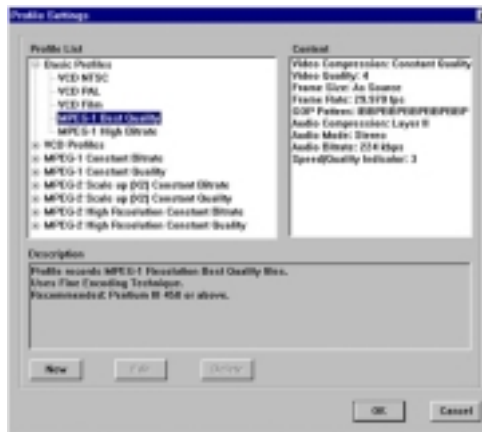 Profile Settings
Profile List
Basic Profiles
VCD NTSC
VCD PAL
VCD Film
MPEG-1 Best Quality
MPEG-1 High Bitrate
VCD Profiles
MPEG-1 Constant Bitrate
MPEG-1 Constant Quality
MPEG-2 Scale up (X2) Constant Bitrate
MPEG-2 Scale up (X2) Constant Quality
MPEG-2 High Resolution Constant Bitrate
MPEG-2 High Resolution Constant Quality
Content
Video Compression: Constant Quality
Video Quality: 4
Frame Size: As Source
Frame Rate: 29.970 fps
GOP Pattern:
Audio Compression: Layer II
Audio Mode: Stereo
Audio Bitrate: 224 kbps
Speed/Quality Indicator: 3
Description
Profile records MPEG-1 Resolution Best Quality files.
Uses Fine Encoding Technique.
Recommended: Pentium III 450 or above.
New
Edit
Delete
OK
Cancel